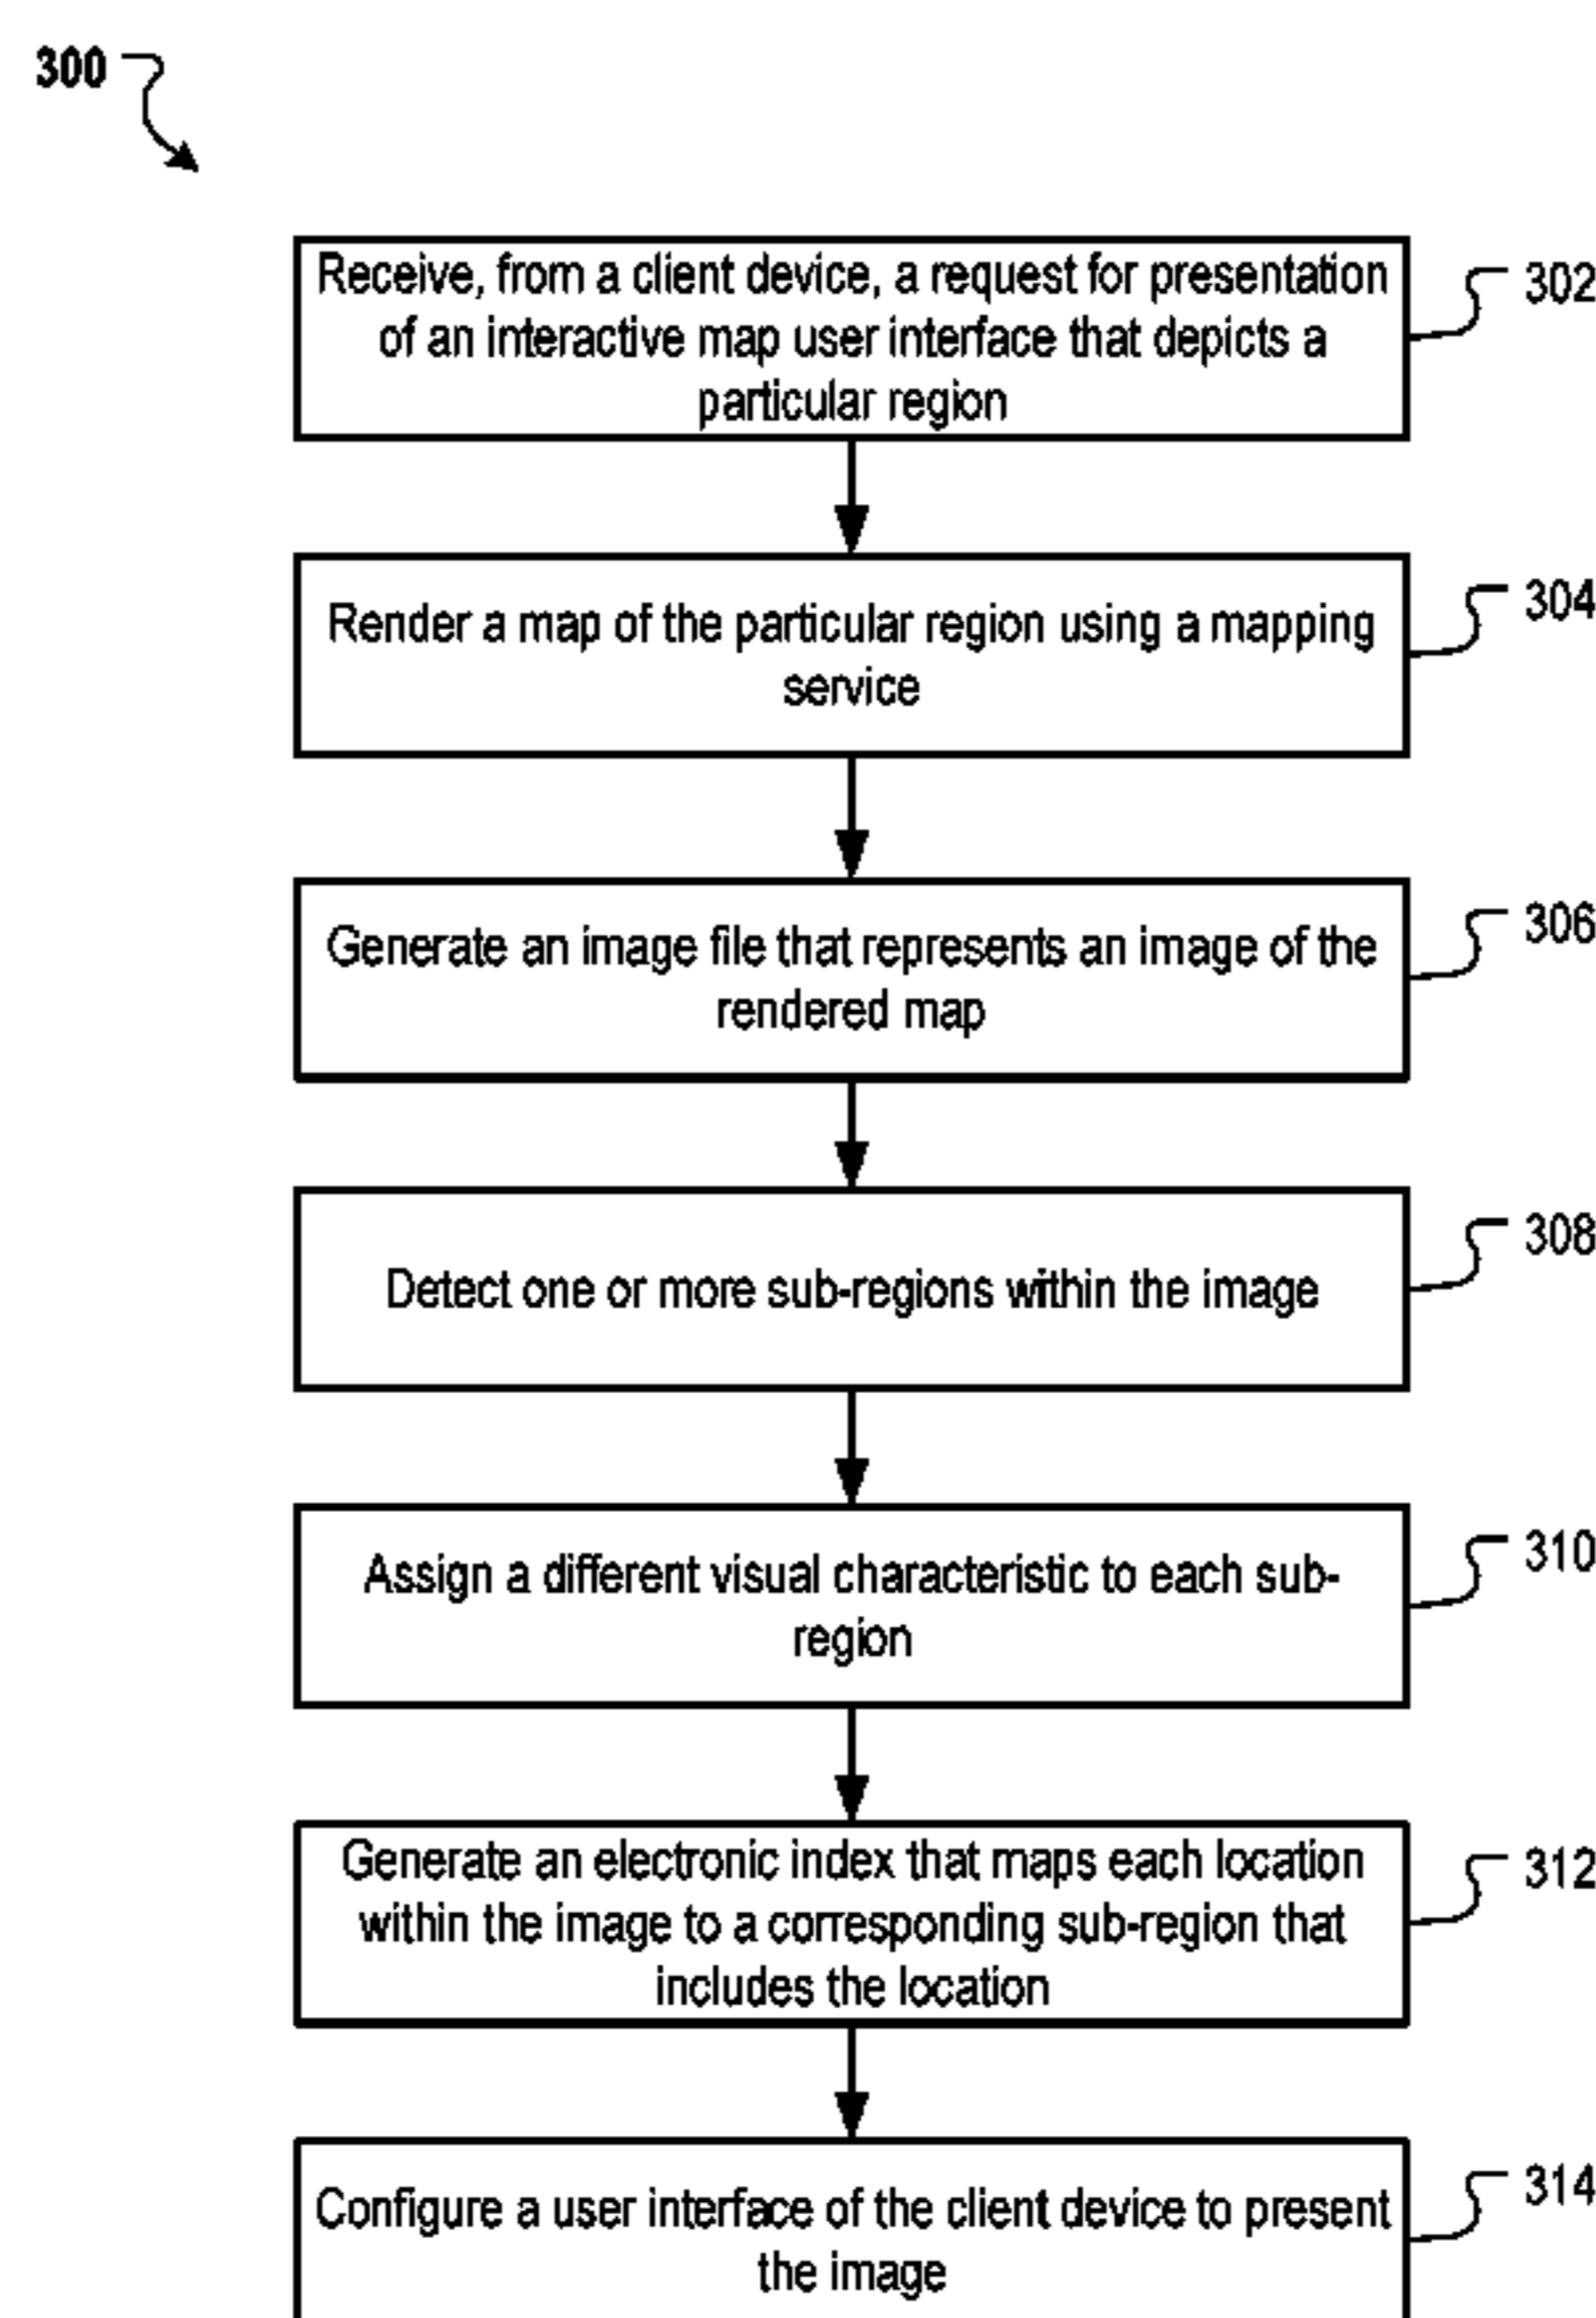 300
Receive, from a client device, a request for presentation
of an interactive map user interface that depicts a
particular region
302
Render a map of the particular region using a mapping
service
304
Generate an image file that represents an image of the
rendered map
306
Detect one or more sub-regions within the image
308
Assign a different visual characteristic to each sub-
region
310
Generate an electronic index that maps each location
within the image to a corresponding sub-region that
includes the location
312
Configure a user interface of the client device to present
the image
314